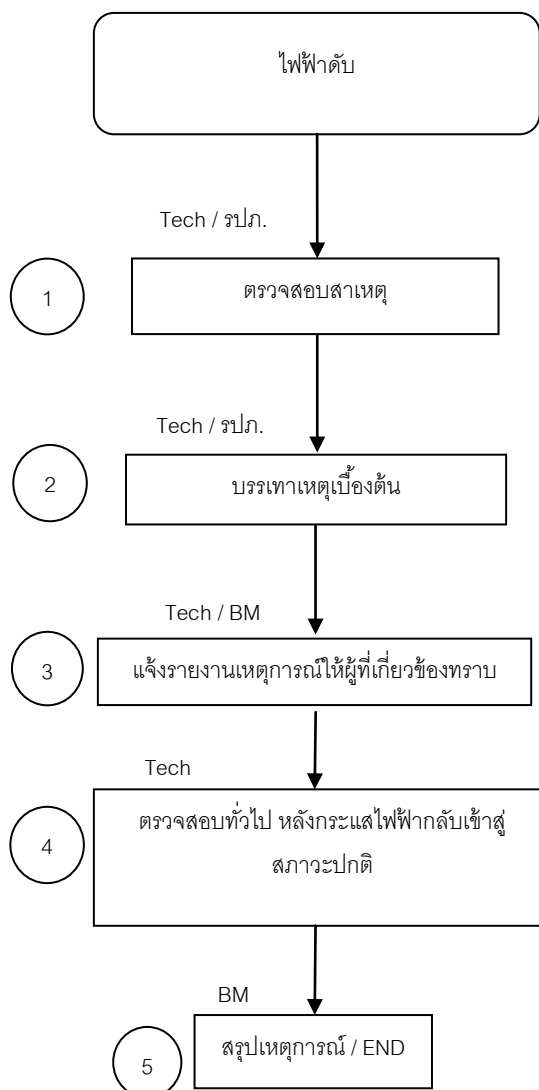 ไฟฟ้าดับ
Tech / รปภ.
1
ตรวจสอบสาเหตุ
Tech / รปภ.
2
บรรเทาเหตุเบื้องต้น
Tech / BM
3
แจ้งรายงานเหตุการณ์ให้ผู้ที่เกี่ยวข้องทราบ
Tech
4
ตรวจสอบทั่วไป หลังกระแสไฟฟ้ากลับเข้าสู่
สภาวะปกติ
BM
5
สรุปเหตุการณ์ / END